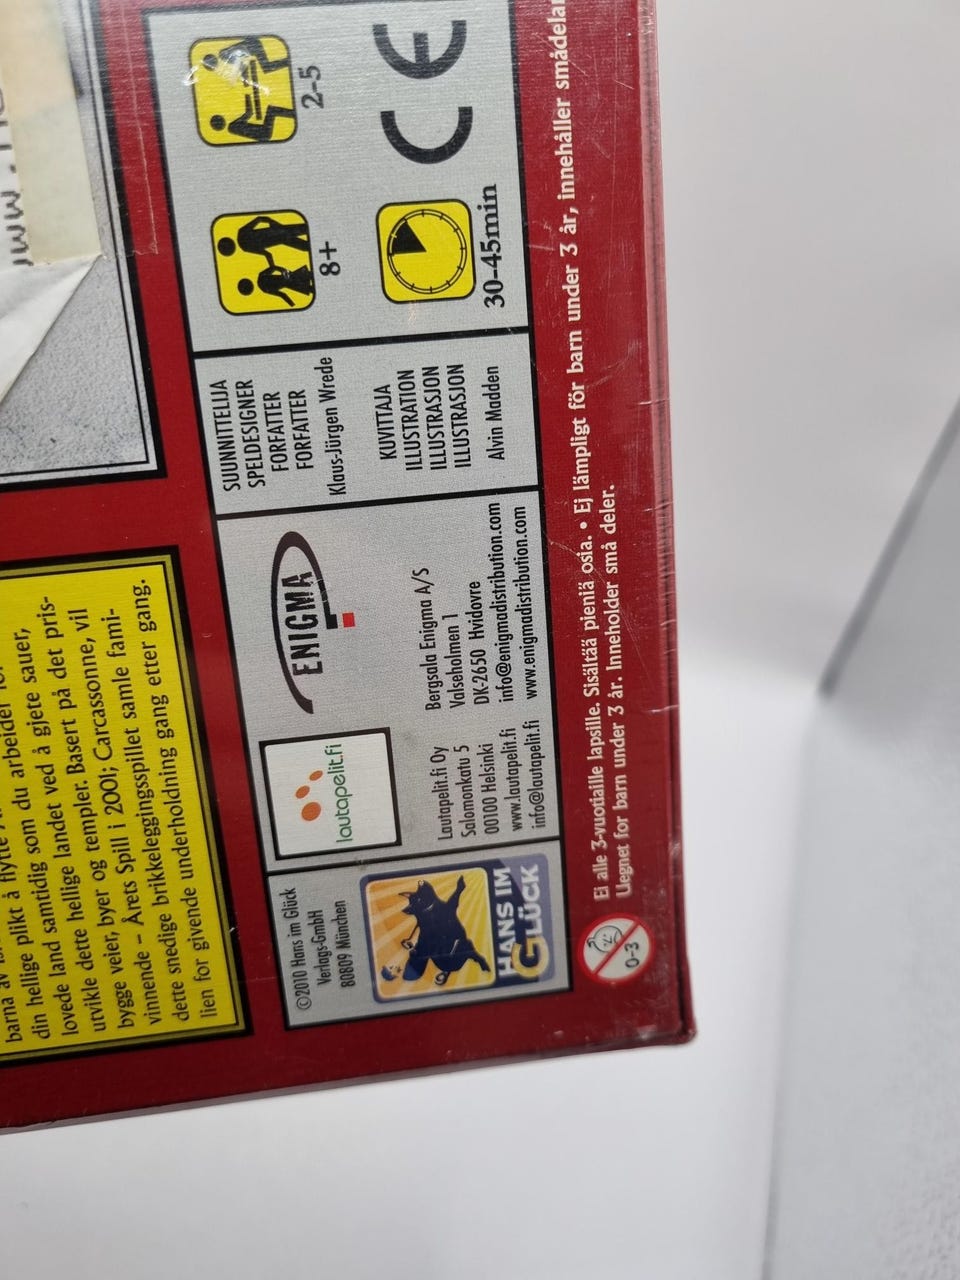 din hellige plikt å flytte
lovede land samtidig som du arbeider
utvikle dette hellige landet ved å gjete sauer,
bygge veier, byer og templer. Basert på det pris-
vinnende – Årets Spill i 2001; Carcassonne, vil
dette snedige brikkeleggingsspillet samle fami-
lien for givende underholdning gang etter gang.
©2010 Hans im Glück
Verlags-GmbH
80809 München
HANS IM
GLÜCK
lautapelit.fi
Lautapelit.fi Oy
Salomonkatu 5
00100 Helsinki
www.lautapelit.fi
info@lautapelit.fi
ENIGMA
Bergsala Enigma A/S
Valseholmen 1
DK-2650 Hvidovre
info@enigmadistribution.com
www.enigmadistribution.com
SUUNNITTELIJA
SPELDESIGNER
FORFATTER
FORFATTER
Klaus-Jürgen Wrede
KUVITTAJA
ILLUSTRATION
ILLUSTRASJON
ILLUSTRASJON
Alvin Madden
8+
2-5
30-45min
CE
0-3
Ei alle 3-vuotiaille lapsille. Sisältää pieniä osia. • Ej lämpligt för barn under 3 år, innehåller smådelar
Uegnet for barn under 3 år. Inneholder små deler.